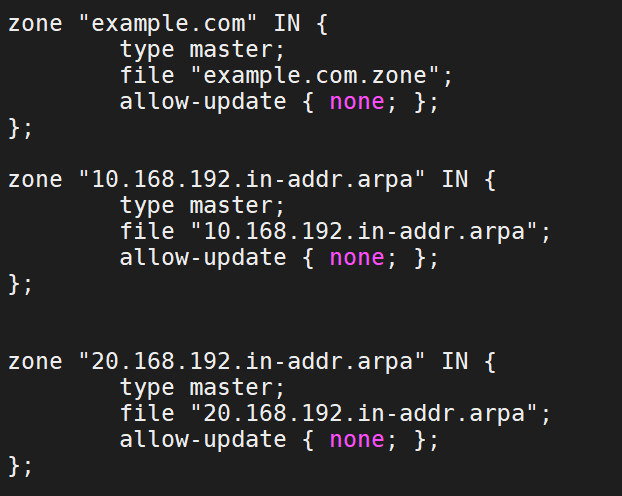 zone "example.com" IN {
        type master;
        file "example.com.zone";
        allow-update { none; };
};

zone "10.168.192.in-addr.arpa" IN {
        type master;
        file "10.168.192.in-addr.arpa";
        allow-update { none; };
};


zone "20.168.192.in-addr.arpa" IN {
        type master;
        file "20.168.192.in-addr.arpa";
        allow-update { none; };
};